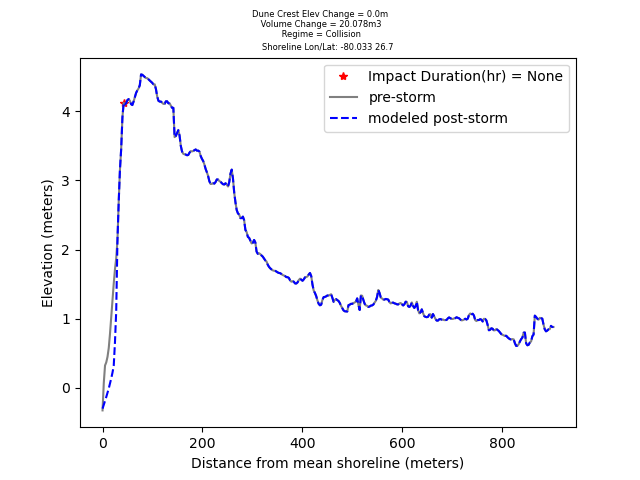 Dune Crest Elev Change = 0.0m
Volume Change = 20.078m3
Regime = Collision
Shoreline Lon/Lat: -80.033 26.7
Impact Duration(hr) = None
pre-storm
modeled post-storm
Elevation (meters)
4
3
2
1
0
0 200 400 600 800
Distance from mean shoreline (meters)